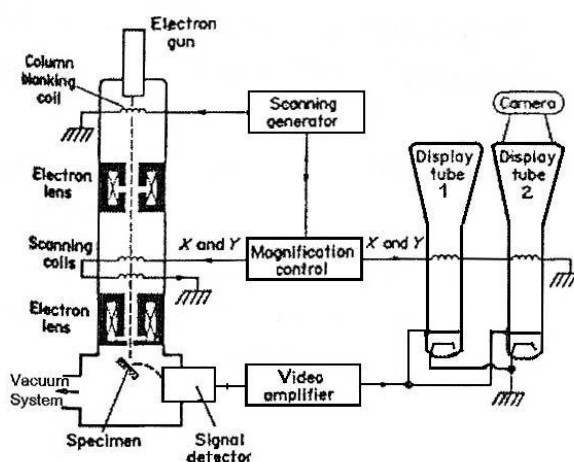 Electron
gun
Column
blanking
coil
Scanning
generator
Camera
Display
tube
1
Display
tube
2
Electron
lens
Scanning
coils
X and Y
Magnification
control
X and Y
Electron
lens
Vacuum
System
Specimen
Signal
detector
Video
amplifier